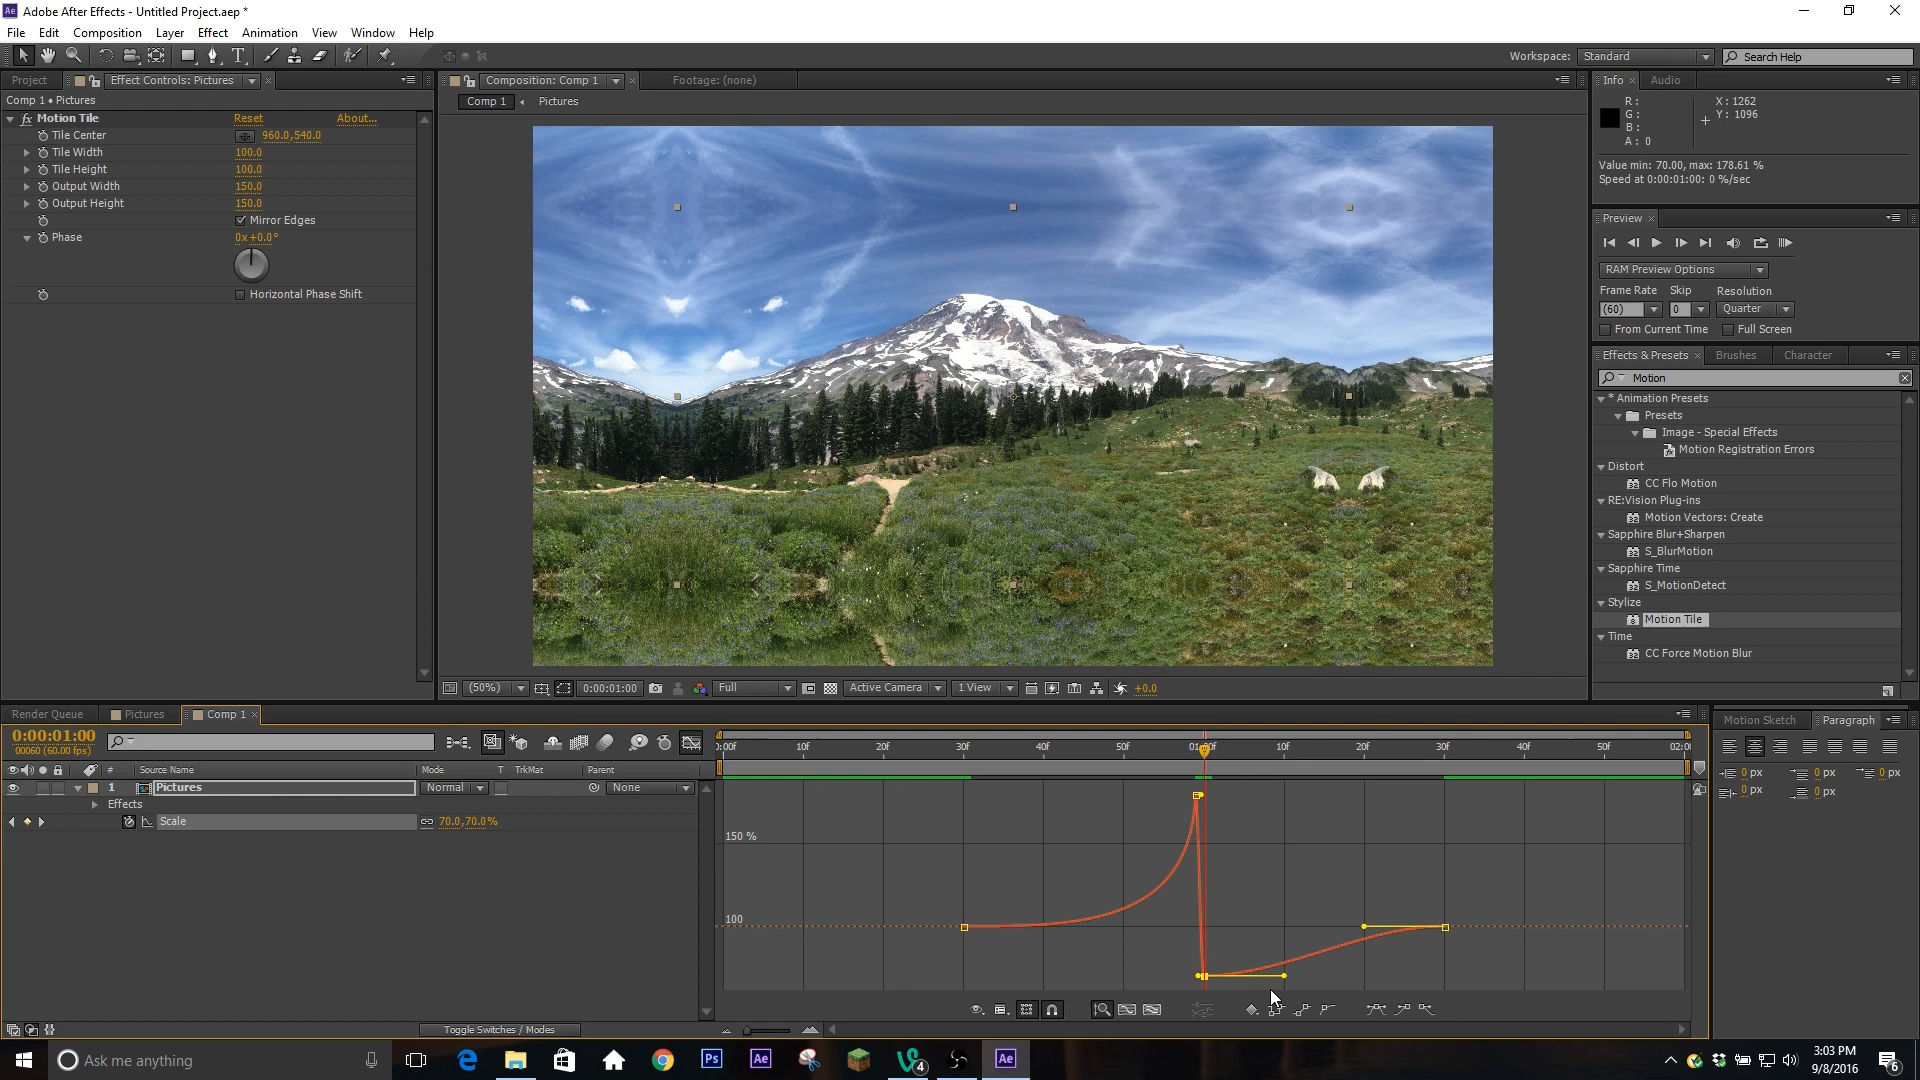 Ae Adobe After Effects - Untitled Project.aep *
File Edit Composition Layer Effect Animation View Window Help
Workspace: Standard Search Help
Project Effect Controls: Pictures
Composition: Comp 1 Footage: (none)
Info Audio
Comp 1 • Pictures
Comp 1 Pictures
fx Motion Tile Reset About...
Tile Center 960.0,540.0
Tile Width 100.0
Tile Height 100.0
Output Width 150.0
Output Height 150.0
Mirror Edges
Phase 0x+0.0°
Horizontal Phase Shift
R :
G :
B :
A : 0
X : 1262
Y : 1096
Value min: 70.00, max: 178.61 %
Speed at 0:00:01:00: 0 %/sec
Preview
RAM Preview Options
Frame Rate Skip Resolution
(60) 0 Quarter
From Current Time Full Screen
Effects & Presets Brushes Character
Motion
* Animation Presets
Presets
Image - Special Effects
Motion Registration Errors
Distort
CC Flo Motion
RE:Vision Plug-ins
Motion Vectors: Create
Sapphire Blur+Sharpen
S_BlurMotion
Sapphire Time
S_MotionDetect
Stylize
Motion Tile
Time
CC Force Motion Blur
(50%) 0:00:01:00 Full Active Camera 1 View +0.0
Render Queue Pictures Comp 1
Motion Sketch Paragraph
0:00:01:00
00060 (60.00 fps)
0:00f 10f 20f 30f 40f 50f 01:00f 10f 20f 30f 40f 50f 02:00
# Source Name Mode T TrkMat Parent
1 Pictures Normal None
Effects
Scale 70.0,70.0%
150 %
100
0 px 0 px 0 px
0 px 0 px
Toggle Switches / Modes
Ask me anything
Ps Ae 4 Ae
3:03 PM
9/8/2016
6